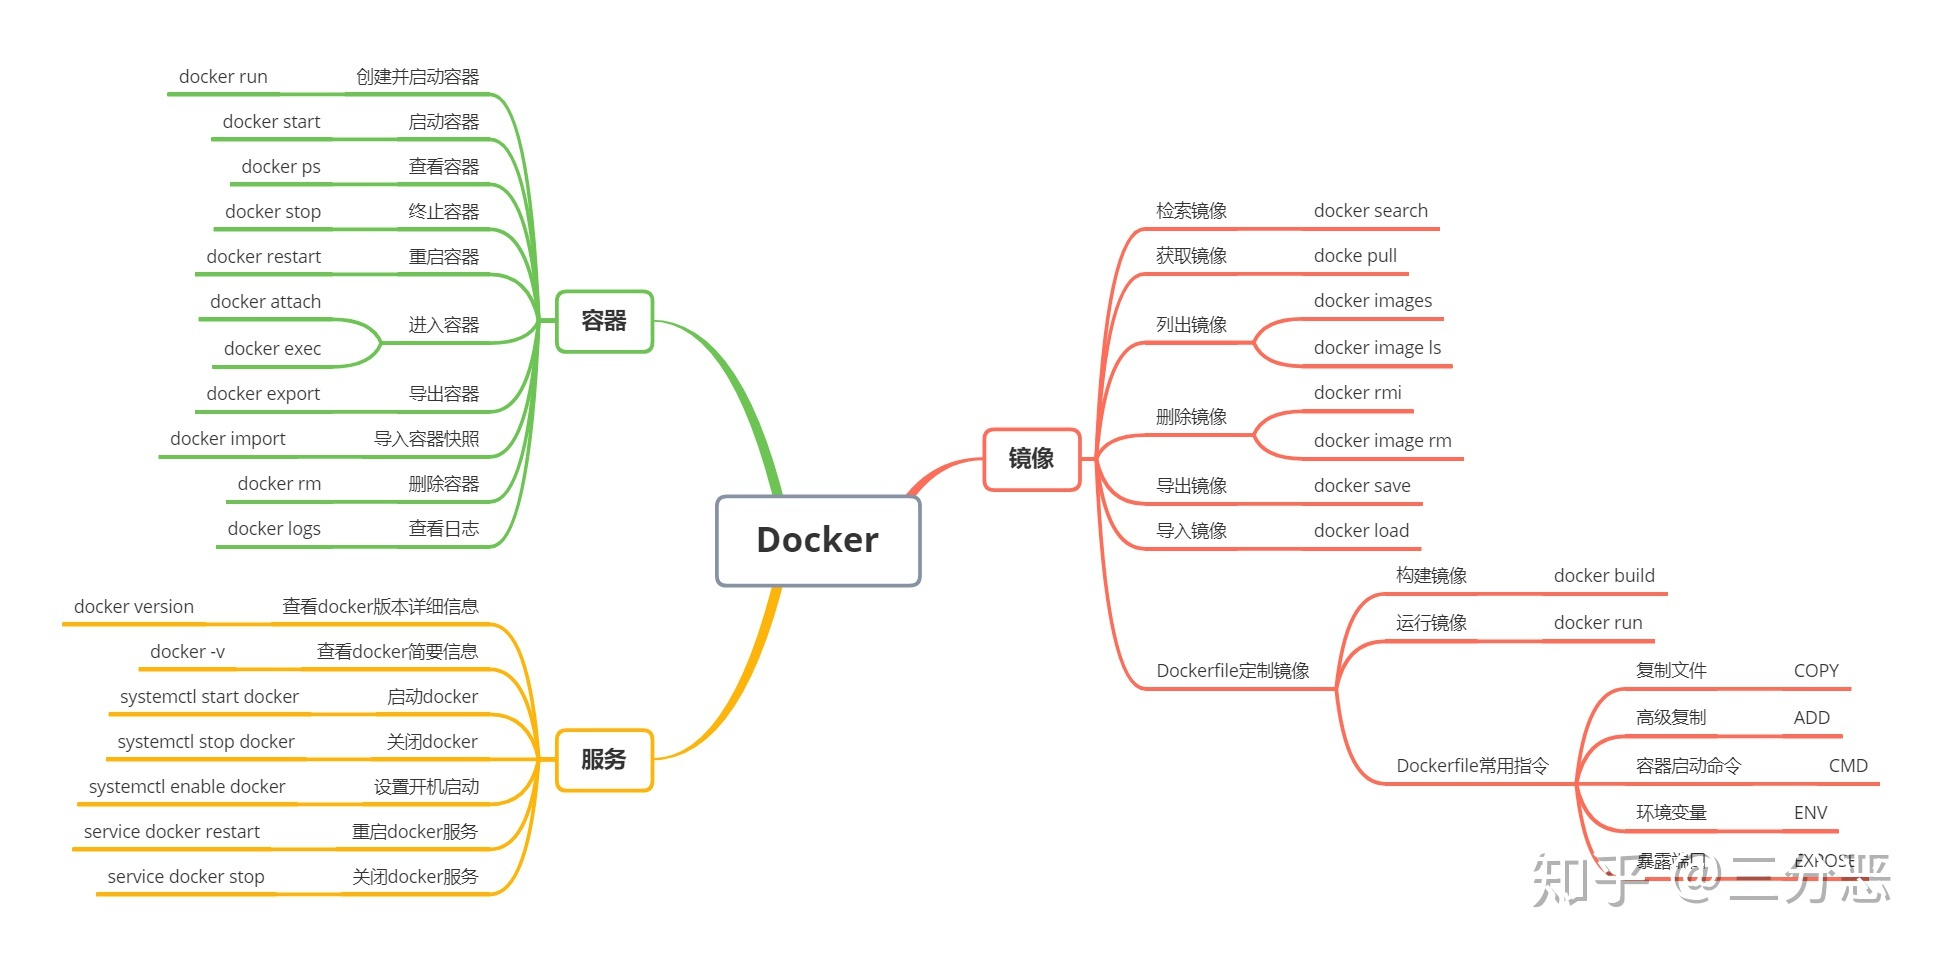 Docker
容器
创建并启动容器 docker run
启动容器 docker start
查看容器 docker ps
终止容器 docker stop
重启容器 docker restart
进入容器
docker attach
docker exec
导出容器 docker export
导入容器快照 docker import
删除容器 docker rm
查看日志 docker logs
服务
查看docker版本详细信息 docker version
查看docker简要信息 docker -v
启动docker systemctl start docker
关闭docker systemctl stop docker
设置开机启动 systemctl enable docker
重启docker服务 service docker restart
关闭docker服务 service docker stop
镜像
检索镜像 docker search
获取镜像 docke pull
列出镜像
docker images
docker image ls
删除镜像
docker rmi
docker image rm
导出镜像 docker save
导入镜像 docker load
Dockerfile定制镜像
构建镜像 docker build
运行镜像 docker run
Dockerfile常用指令
复制文件 COPY
高级复制 ADD
容器启动命令 CMD
环境变量 ENV
暴露端口 EXPOSE
知乎 @三分恶